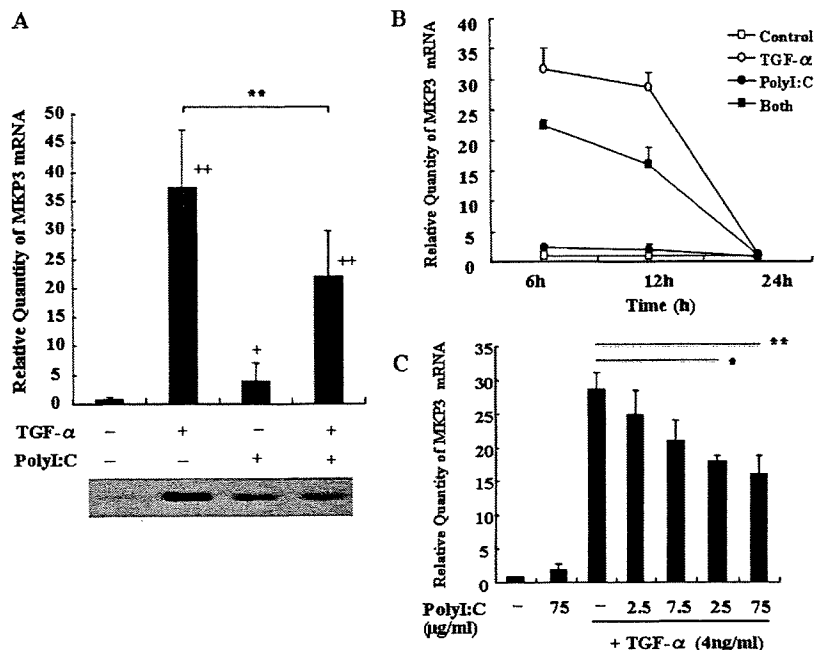 A
Relative Quantity of MKP3 mRNA
50
45
40
35
30
25
20
15
10
5
0
**
++
+
++
TGF-α − + − +
PolyI:C − − + +
B
Relative Quantity of MKP3 mRNA
40
35
30
25
20
15
10
5
0
6h 12h 24h
Time (h)
Control
TGF-α
PolyI:C
Both
C
Relative Quantity of MKP3 mRNA
30
25
20
15
10
5
0
**
*
PolyI:C − 75 − 2.5 7.5 25 75
(μg/ml)
+ TGF-α (4ng/ml)